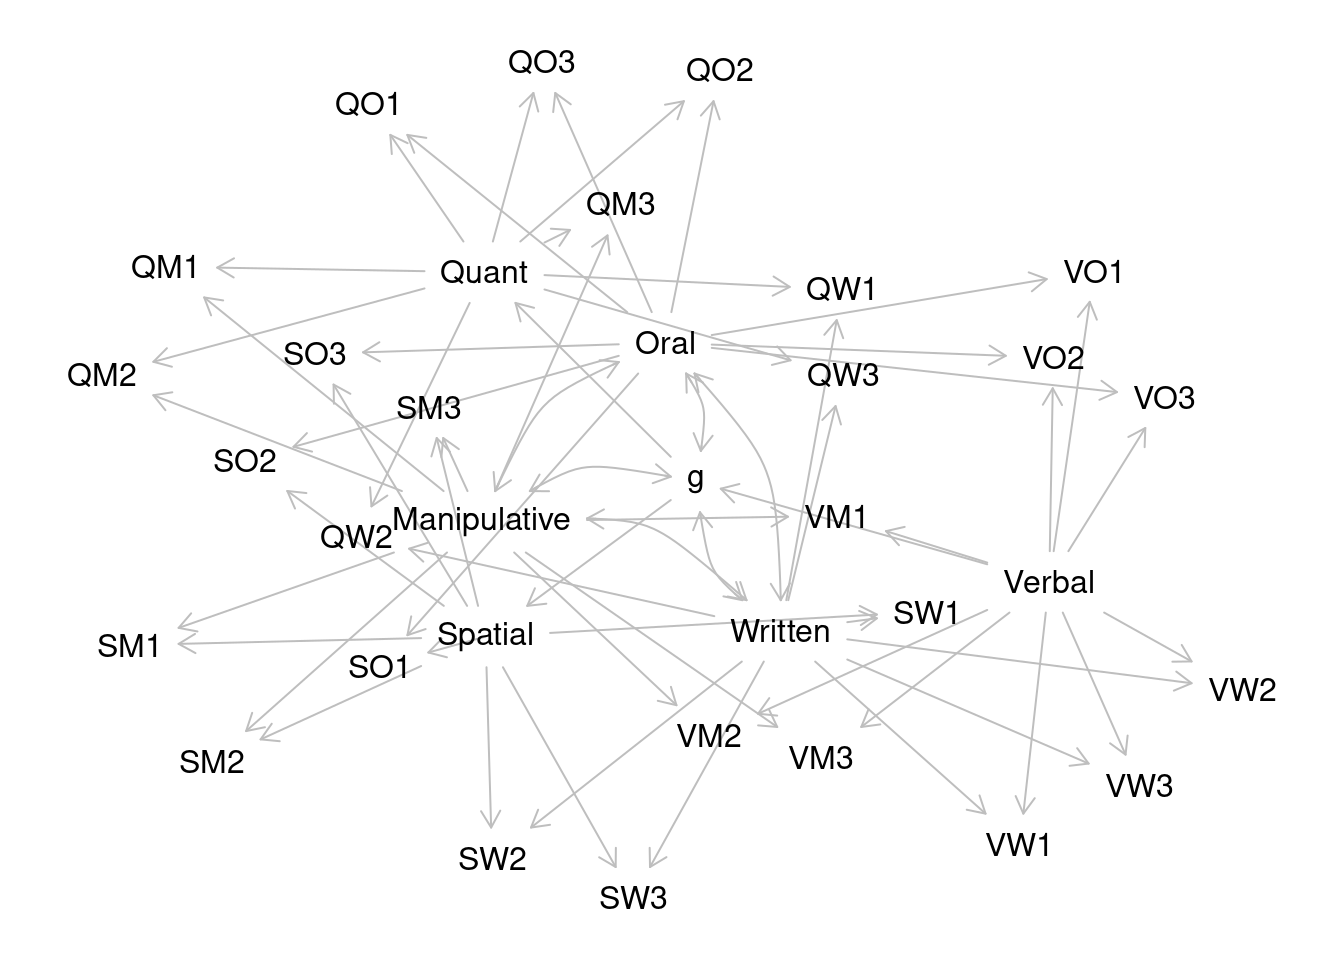 QO3
QO2
QO1
QM3
QM1
Quant
VO1
QW1
Oral
SO3
VO2
QM2
QW3
VO3
SM3
SO2
g
Manipulative
VM1
QW2
Verbal
SW1
Written
Spatial
SM1
SO1
VW2
VM2
VM3
SM2
VW3
VW1
SW2
SW3